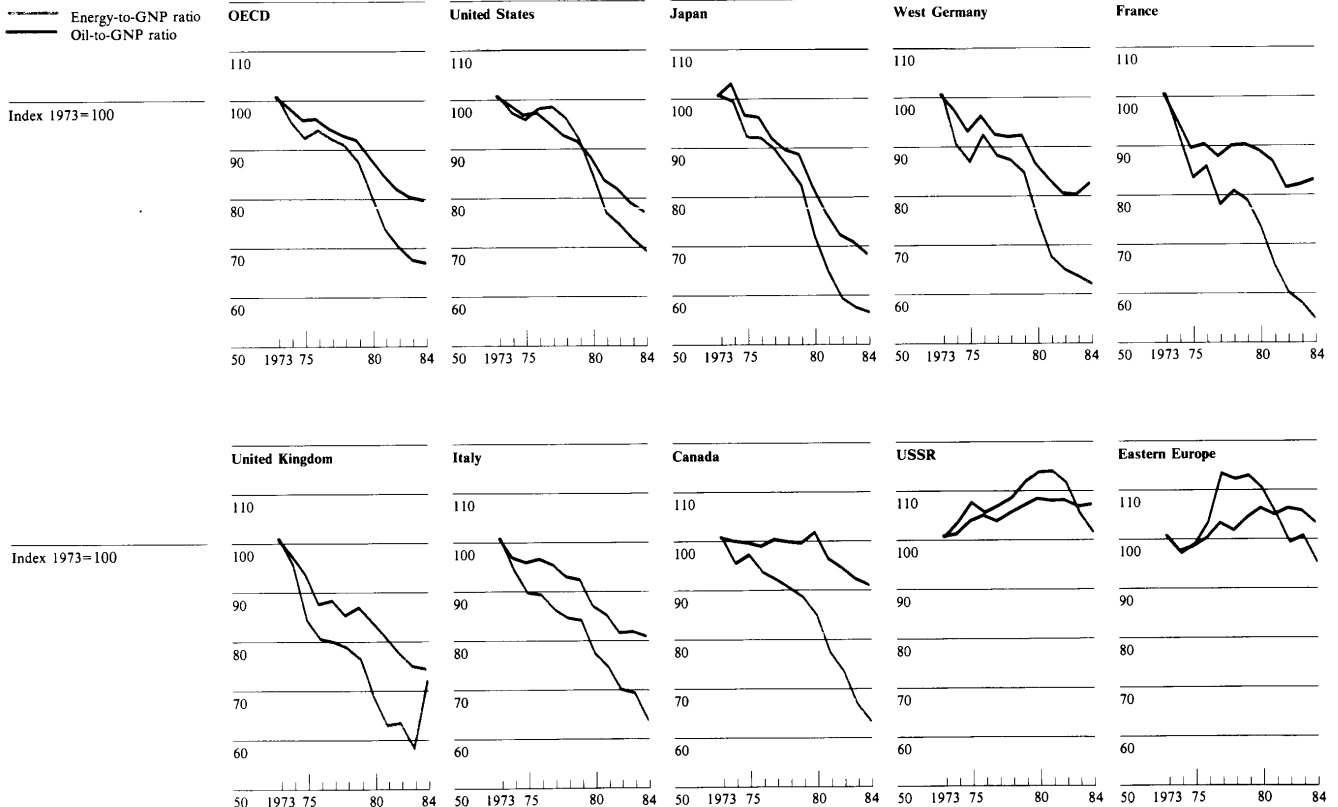 Energy-to-GNP ratio
Oil-to-GNP ratio
OECD
United States
Japan
West Germany
France
Index 1973=100
110
100
90
80
70
60
50 1973 75 80 84
110
100
90
80
70
60
50 1973 75 80 84
110
100
90
80
70
60
50 1973 75 80 84
110
100
90
80
70
60
50 1973 75 80 84
110
100
90
80
70
60
50 1973 75 80 84
United Kingdom
Italy
Canada
USSR
Eastern Europe
Index 1973=100
110
100
90
80
70
60
50 1973 75 80 84
110
100
90
80
70
60
50 1973 75 80 84
110
100
90
80
70
60
50 1973 75 80 84
110
100
90
80
70
60
50 1973 75 80 84
110
100
90
80
70
60
50 1973 75 80 84